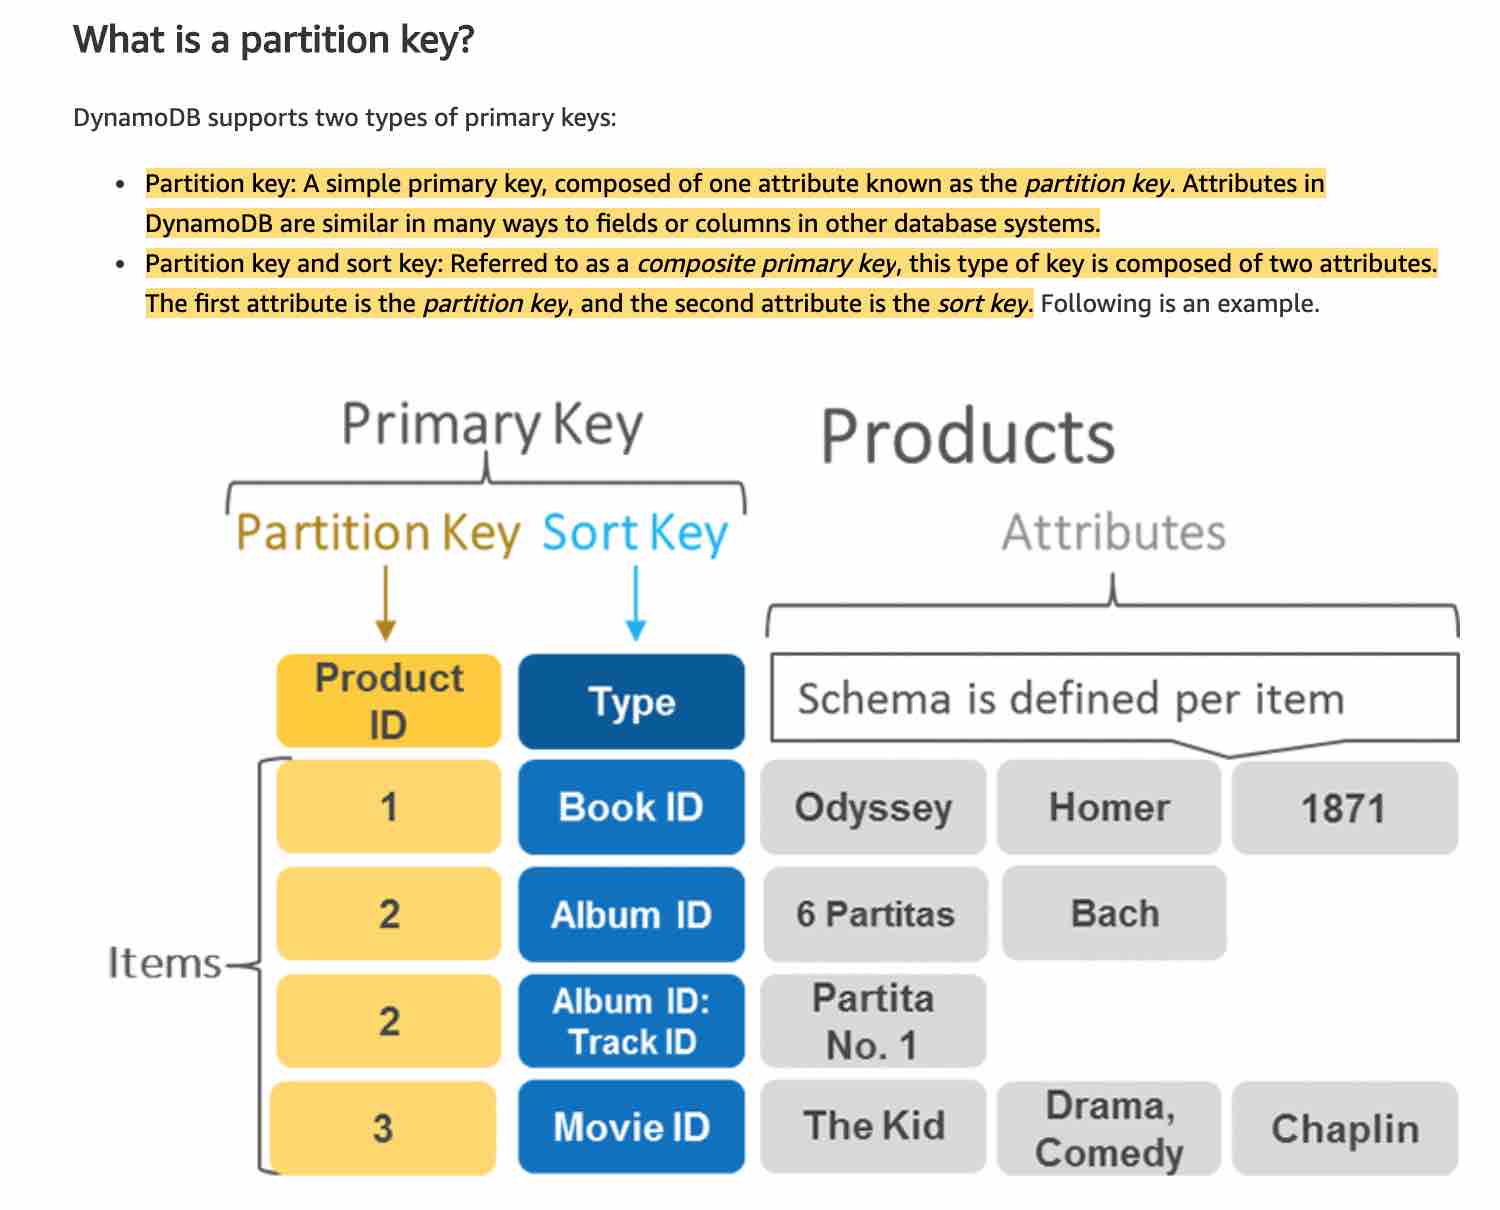 What is a partition key?
DynamoDB supports two types of primary keys:
• Partition key: A simple primary key, composed of one attribute known as the partition key. Attributes in
DynamoDB are similar in many ways to fields or columns in other database systems.
• Partition key and sort key: Referred to as a composite primary key, this type of key is composed of two attributes.
The first attribute is the partition key, and the second attribute is the sort key. Following is an example.
Primary Key
Products
Partition Key Sort Key
Attributes
Product
ID
Type
Schema is defined per item
Items
1
Book ID
Odyssey
Homer
1871
2
Album ID
6 Partitas
Bach
2
Album ID:
Track ID
Partita
No. 1
3
Movie ID
The Kid
Drama,
Comedy
Chaplin